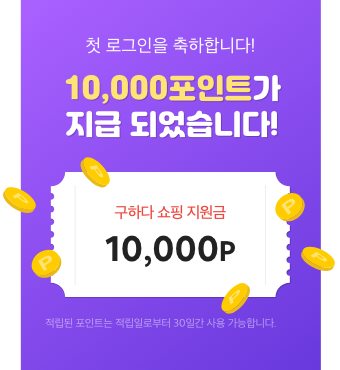 첫 로그인을 축하합니다!
10,000포인트가
지급 되었습니다!
구하다 쇼핑 지원금
10,000P
적립된 포인트는 적립일로부터 30일간 사용 가능합니다.
P
P
P
P
P
P